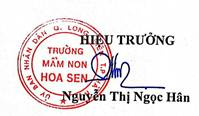 HIỆU TRƯỞNG
ỦY BAN NHÂN DÂN Q. LONG
TRƯỜNG
MẦM NON
HOA SEN
Nguyễn Thị Ngọc Hân